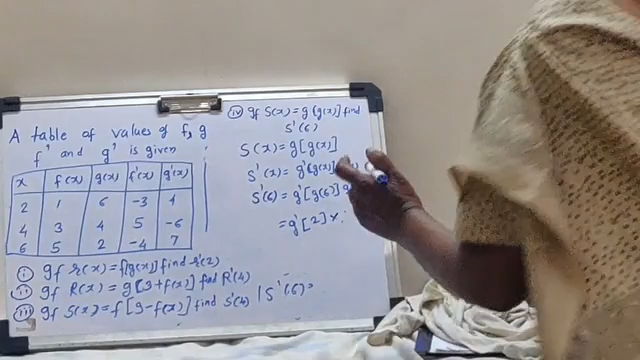 A table of values of f, g
f' and g' is given
x f(x) g(x) f'(x) g'(x)
2 1 6 -3 4
4 3 4 5 -6
6 5 2 -4 7
(i) If r(x) = f[g(x)] find r'(2)
(ii) If R(x) = g[3+f(x)] find R'(4)
(iii) If S(x) = f[9-f(x)] find S'(4)
(iv) If S(x) = g[g(x)] find
S'(6)
S(x) = g[g(x)]
S'(x) = g'[g(x)]
S'(6) = g'[g(6)] g
= g'[2] x
S'(6) =